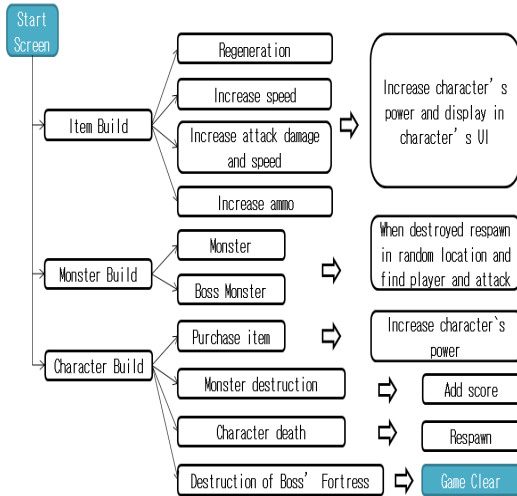 Start
Screen
Regeneration
Increase speed
Item Build
Increase attack damage
and speed
Increase ammo
Increase character’s
power and display in
character’s UI
Monster
Monster Build
Boss Monster
When destroyed respawn
in random location and
find player and attack
Purchase item
Increase character`s
power
Character Build
Monster destruction
Add score
Character death
Respawn
Destruction of Boss’ Fortress
Game Clear